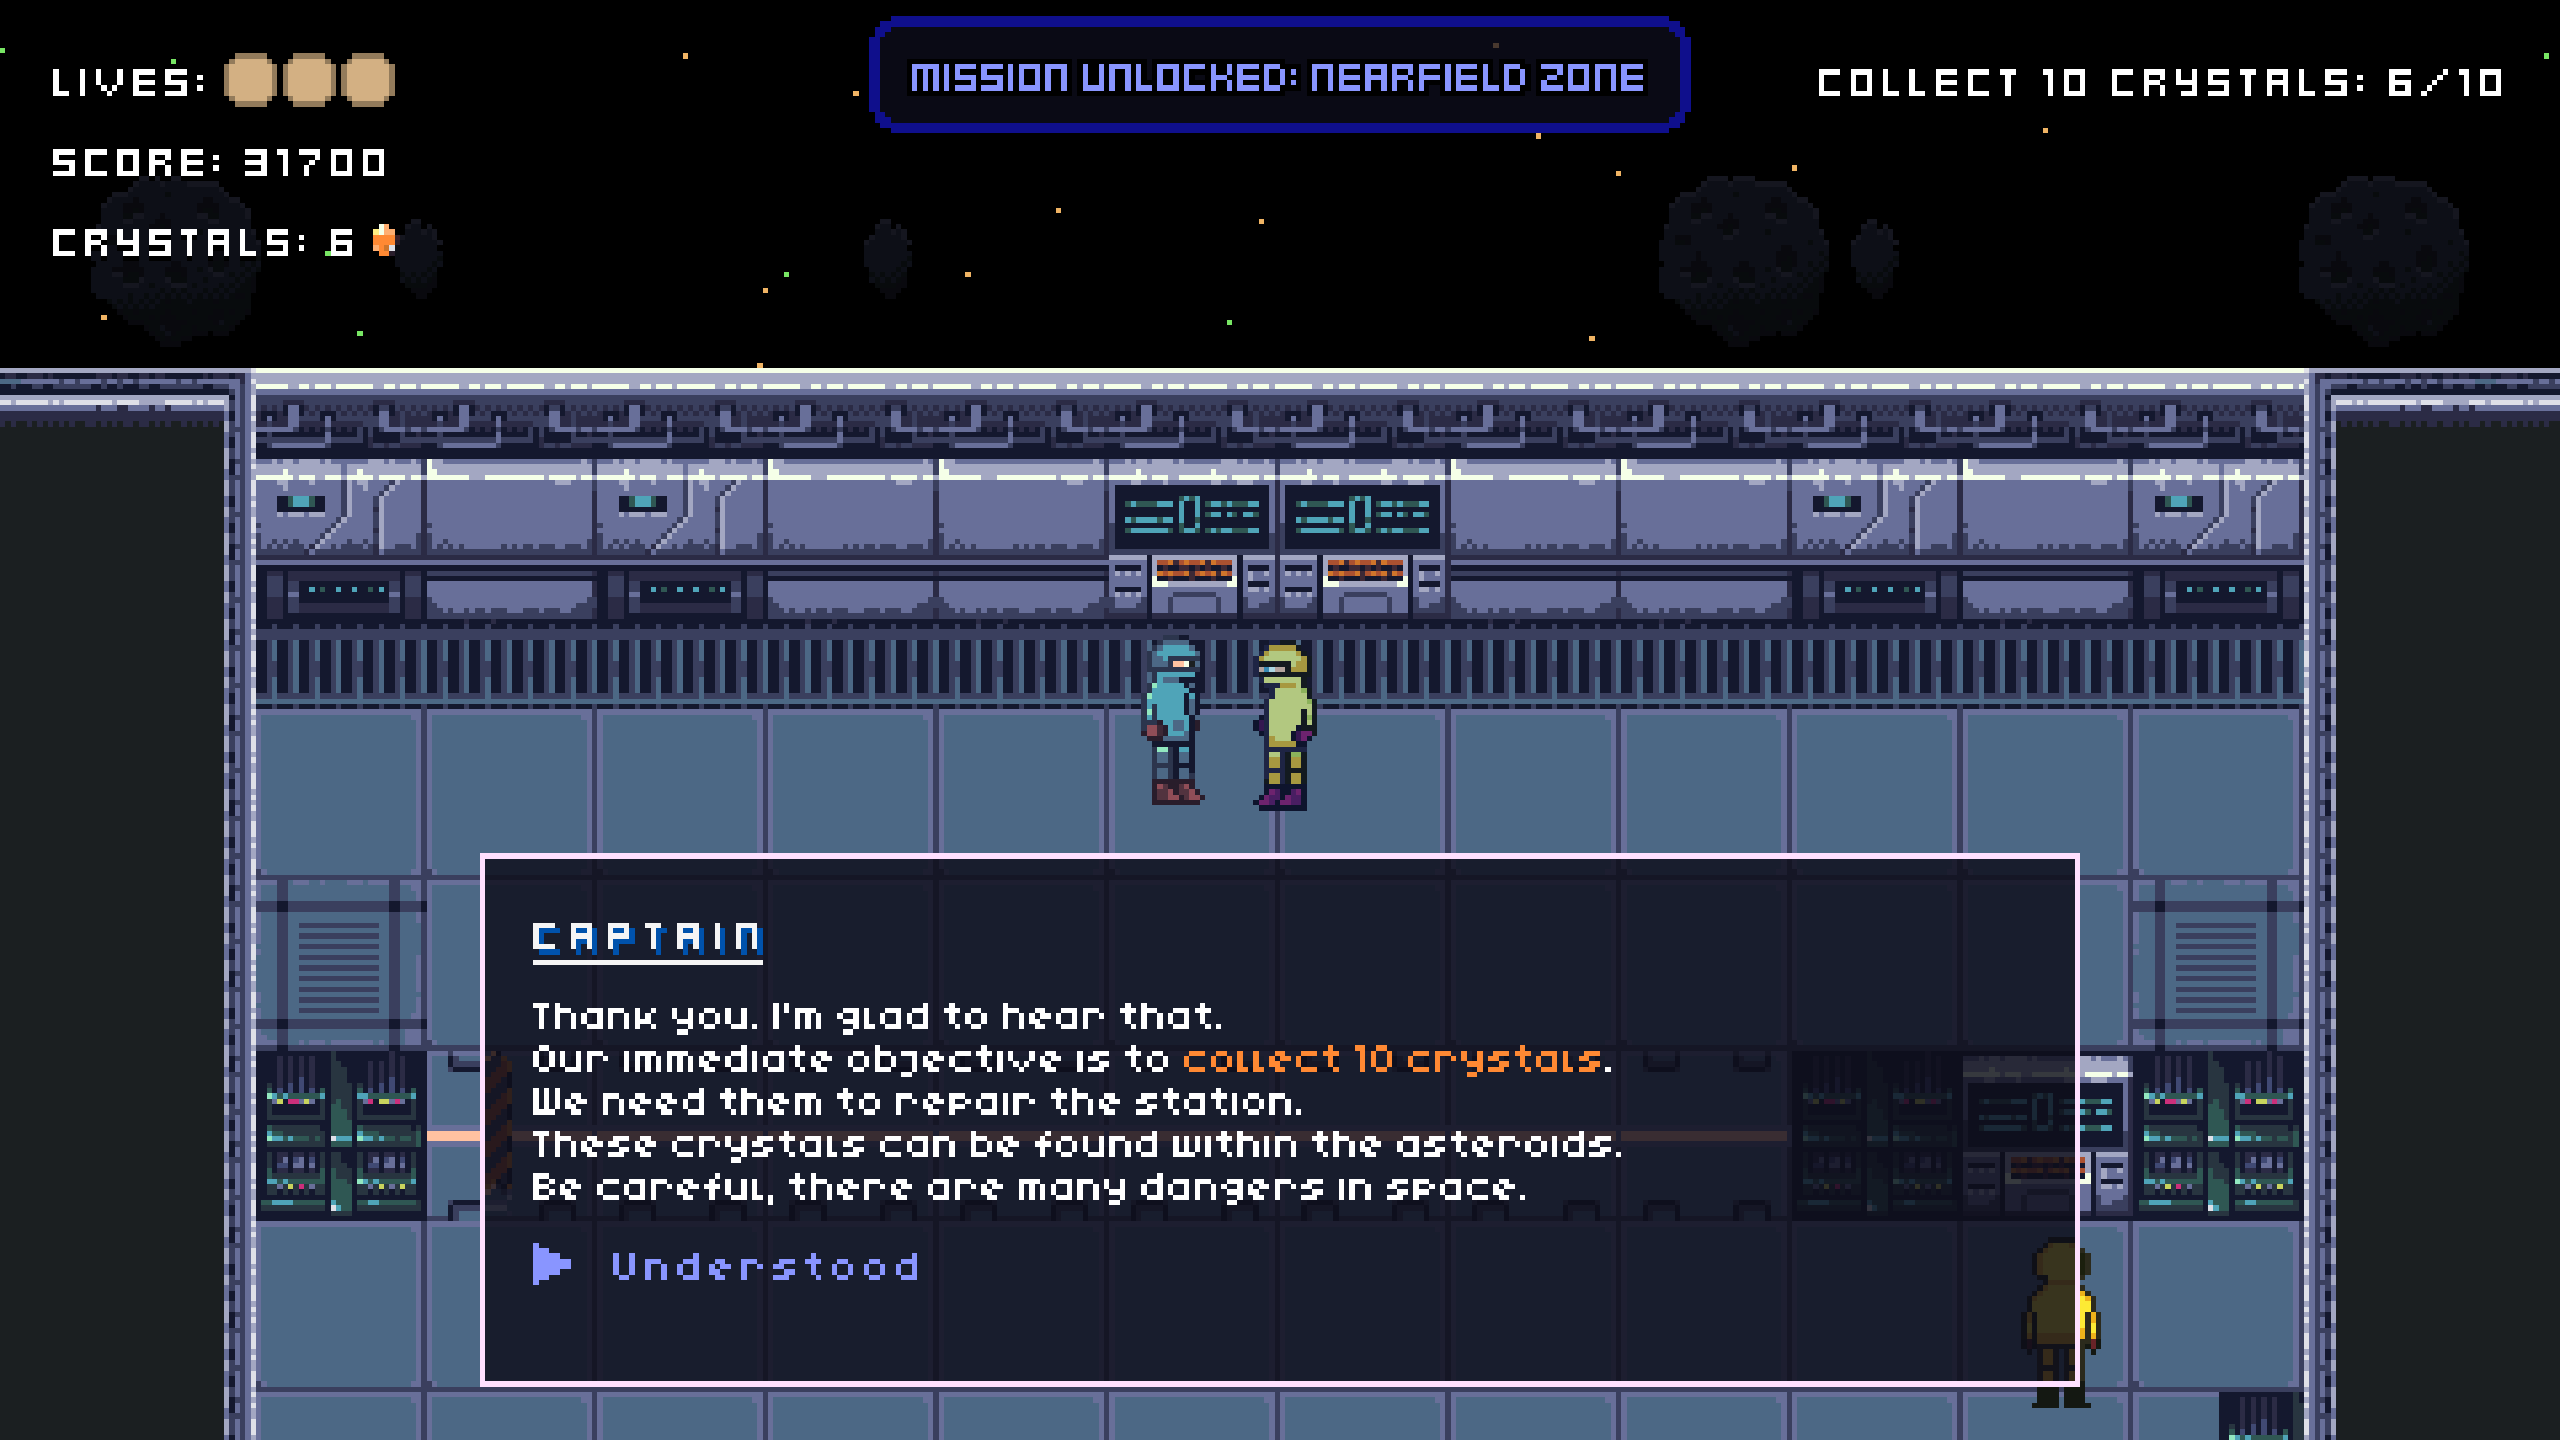 LIVES:
MISSION UNLOCKED: NEARFIELD ZONE
COLLECT 10 CRYSTALS: 6/10
SCORE: 31700
CRYSTALS: 6
CAPTAIN
Thank you. I'm glad to hear that.
Our immediate objective is to collect 10 crystals.
We need them to repair the station.
These crystals can be found within the asteroids.
Be careful, there are many dangers in space.
Understood